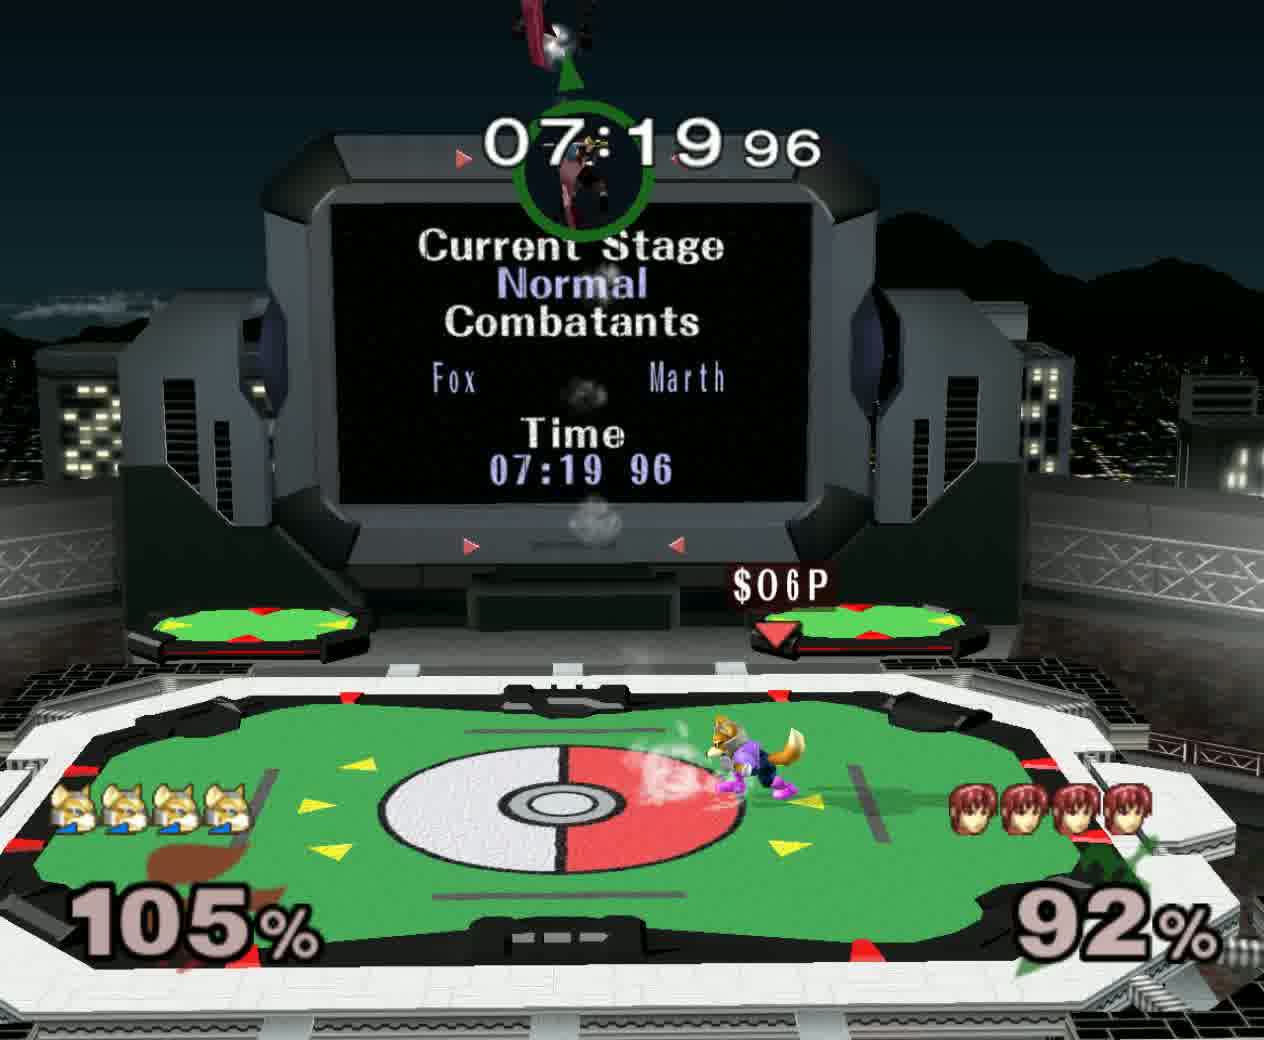 07:19 96
Current Stage
Normal
Combatants
Fox Marth
Time
07:19 96
$06P
105%
92%